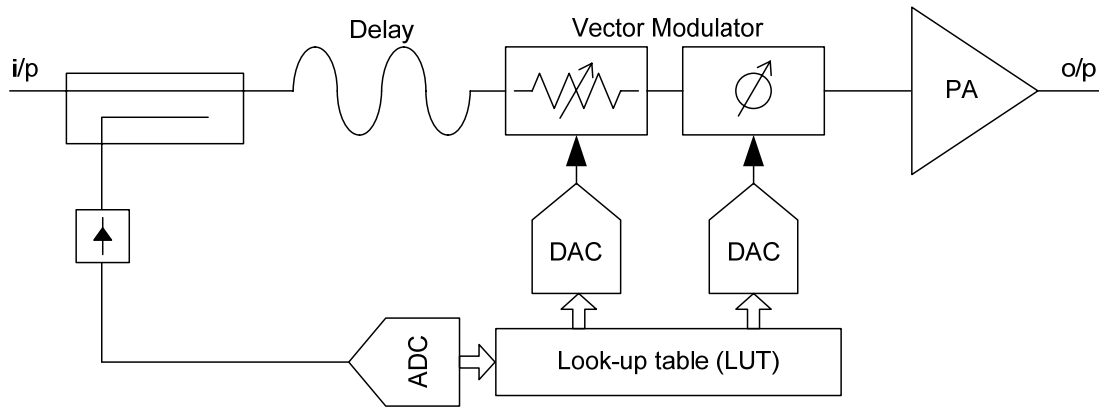 Delay
Vector Modulator
i/p
PA
o/p
DAC
DAC
ADC
Look-up table (LUT)